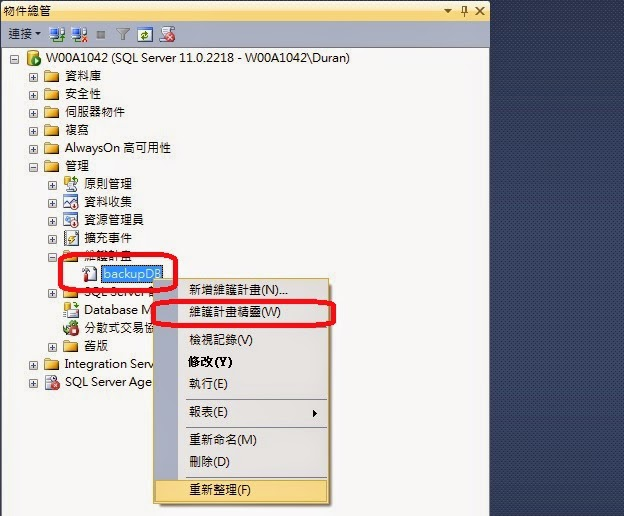 物件總管
連接
W00A1042 (SQL Server 11.0.2218 - W00A1042\Duran)
資料庫
安全性
伺服器物件
複寫
AlwaysOn 高可用性
管理
原則管理
資料收集
資源管理員
擴充事件
維護計畫
backupDB
新增維護計畫(N)...
SQL Server
維護計畫精靈(W)
Database M
分散式交易協
檢視記錄(V)
舊版
修改(Y)
Integration Serv
執行(E)
SQL Server Age
報表(E)
重新命名(M)
刪除(D)
重新整理(F)